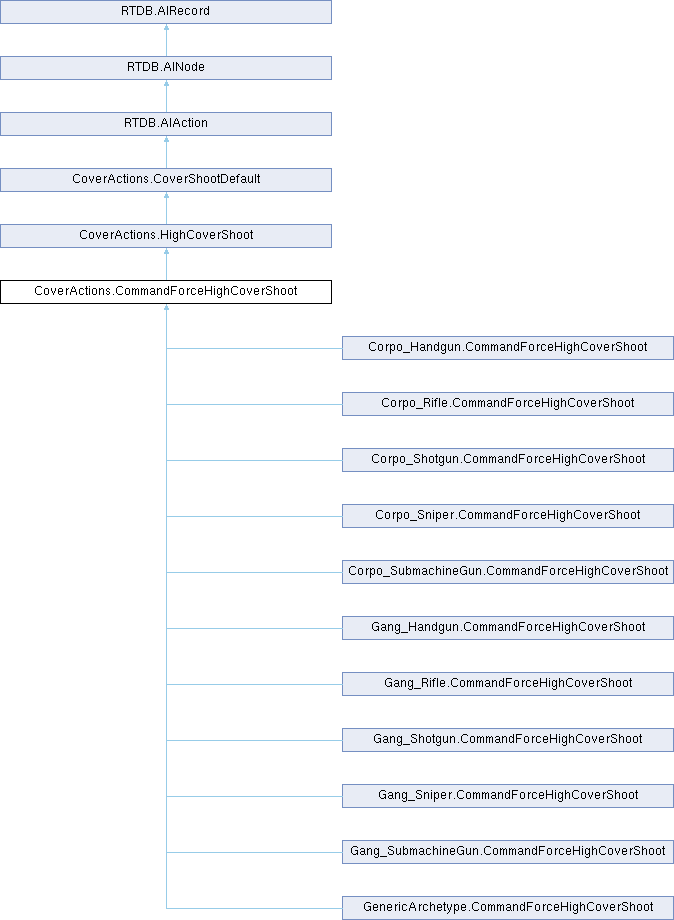 RTDB.AIRecord
RTDB.AINode
RTDB.AIAction
CoverActions.CoverShootDefault
CoverActions.HighCoverShoot
CoverActions.CommandForceHighCoverShoot
Corpo_Handgun.CommandForceHighCoverShoot
Corpo_Rifle.CommandForceHighCoverShoot
Corpo_Shotgun.CommandForceHighCoverShoot
Corpo_Sniper.CommandForceHighCoverShoot
Corpo_SubmachineGun.CommandForceHighCoverShoot
Gang_Handgun.CommandForceHighCoverShoot
Gang_Rifle.CommandForceHighCoverShoot
Gang_Shotgun.CommandForceHighCoverShoot
Gang_Sniper.CommandForceHighCoverShoot
Gang_SubmachineGun.CommandForceHighCoverShoot
GenericArchetype.CommandForceHighCoverShoot